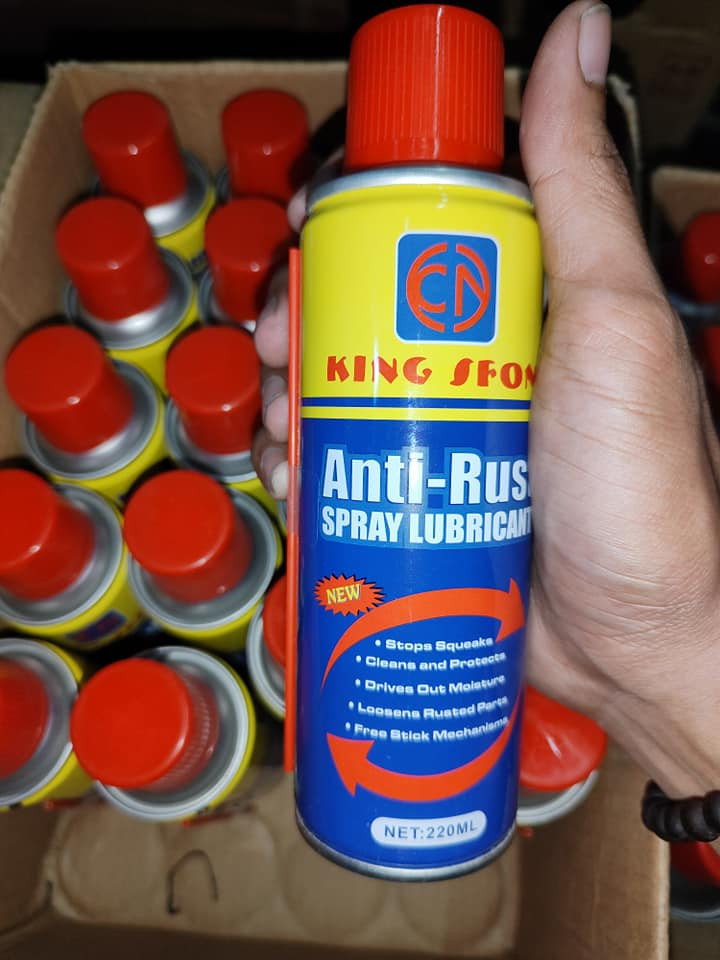 CN
KING
Anti-Rus
SPRAY LUBRICANT
NEW
• Stops Squeaks
• Cleans and Protects
• Drives Out Moisture
• Loosens Rusted Parts
• Free Stick Mechanisms
NET:220ML